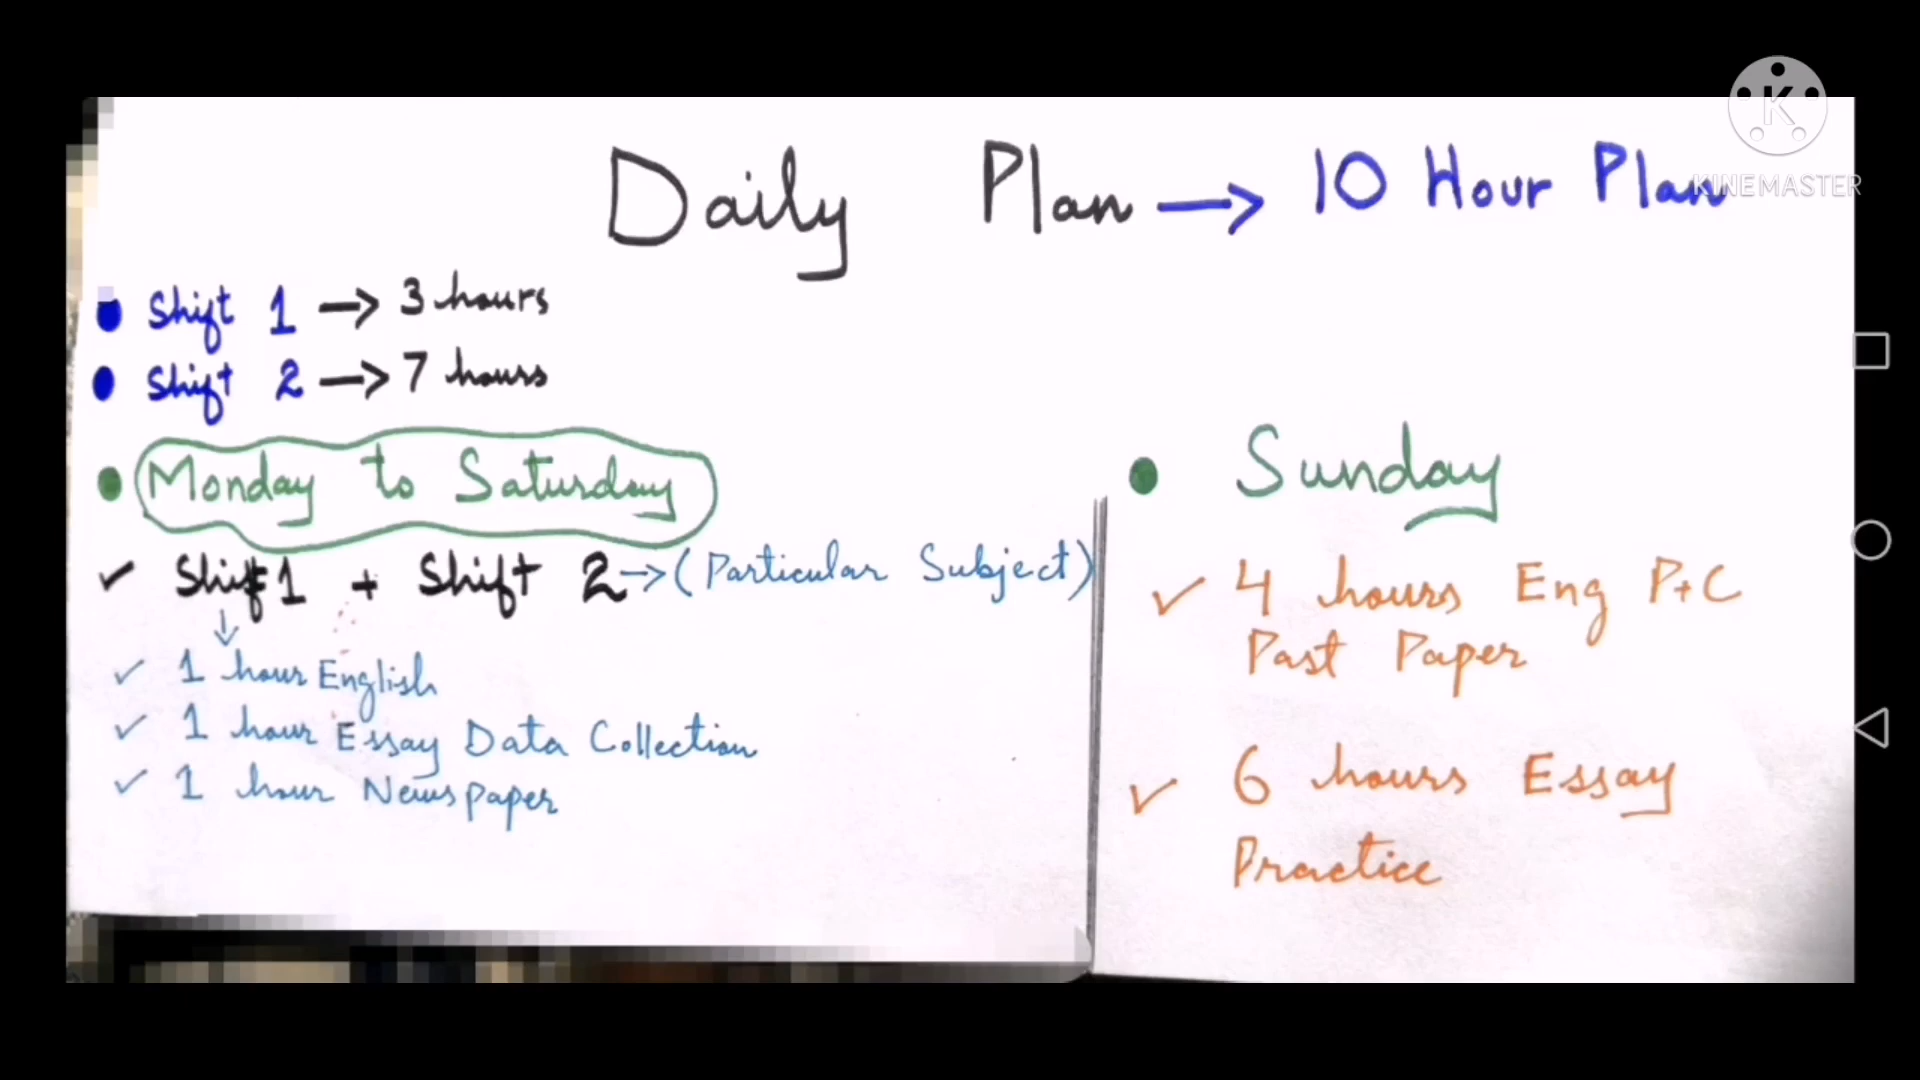 Daily Plan → 10 Hour Plan
KINEMASTER
• Shift 1 → 3 hours
• Shift 2 → 7 hours
• Monday to Saturday
✓ Shift 1 + Shift 2 → (Particular Subject)
↓
✓ 1 hour English
✓ 1 hour Essay Data Collection
✓ 1 hour Newspaper
• Sunday
✓ 4 hours Eng P+C
Past Paper
✓ 6 hours Essay
Practice